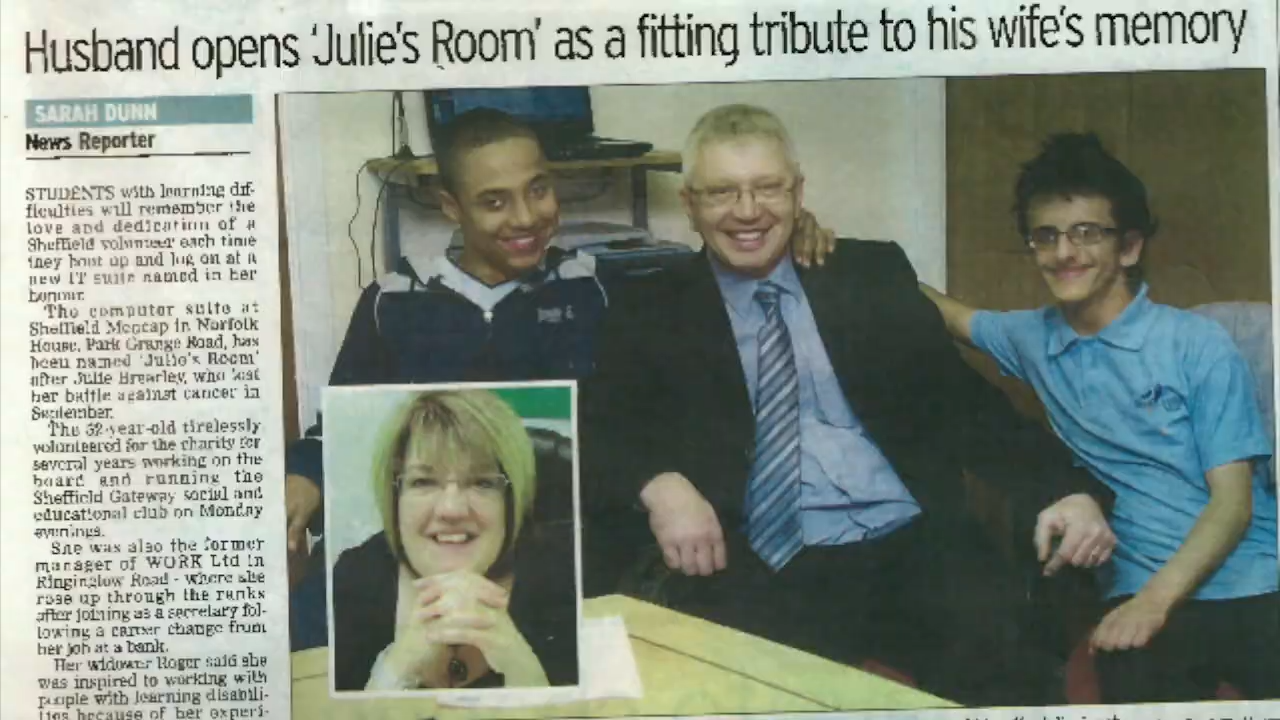 Husband opens 'Julie's Room' as a fitting tribute to his wife's memory
SARAH DUNN
News Reporter
STUDENTS with learning dif-
ficulties will remember the
love and dedication of a
Sheffield volunteer each time
they boot up and log on at a
new IT suite named in her
honour.
The computer suite at
Sheffield Mencap in Norfolk
House, Park Grange Road, has
been named 'Julie's Room'
after Julie Brearley, who lost
her battle against cancer in
September.
The 52-year-old tirelessly
volunteered for the charity for
several years working on the
board and running the
Sheffield Gateway social and
educational club on Monday
evenings.
She was also the former
manager of WORK Ltd in
Ringinglow Road - where she
rose up through the ranks
after joining as a secretary fol-
lowing a career change from
her job at a bank.
Her widower Roger said she
was inspired to working with
people with learning disabili-
ties because of her experi-